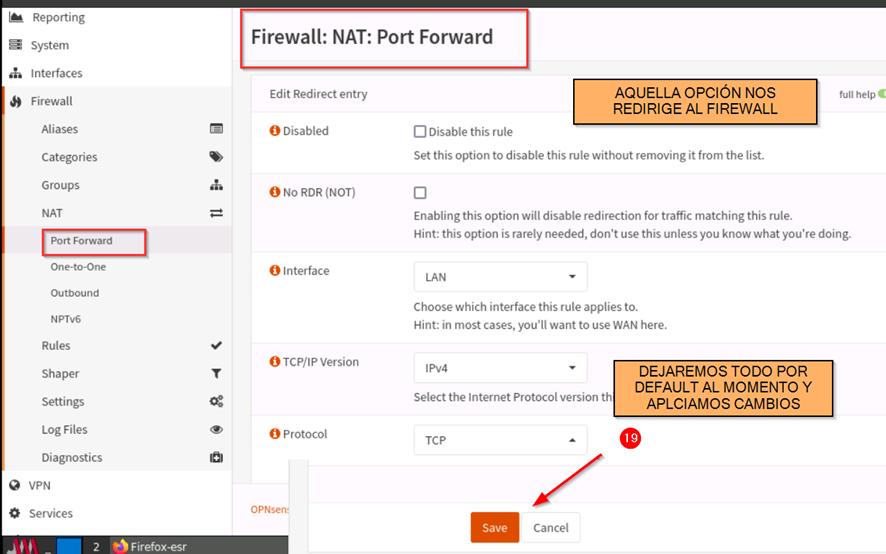 Reporting
System
Interfaces
Firewall
Aliases
Categories
Groups
NAT
Port Forward
One-to-One
Outbound
NPTv6
Rules
Shaper
Settings
Log Files
Diagnostics
VPN
Services
Firewall: NAT: Port Forward
Edit Redirect entry
AQUELLA OPCIÓN NOS
REDIRIGE AL FIREWALL
full help
Disabled
Disable this rule
Set this option to disable this rule without removing it from the list.
No RDR (NOT)
Enabling this option will disable redirection for traffic matching this rule.
Hint: this option is rarely needed, don't use this unless you know what you're doing.
Interface
LAN
Choose which interface this rule applies to.
Hint: in most cases, you'll want to use WAN here.
TCP/IP Version
IPv4
Select the Internet Protocol version th
DEJAREMOS TODO POR
DEFAULT AL MOMENTO Y
APLCIAMOS CAMBIOS
Protocol
TCP
19
OPNsens
Save
Cancel
2
Firefox-esr